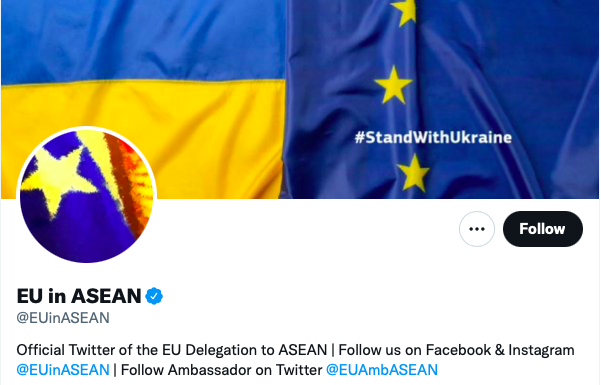 #StandWithUkraine
Follow
EU in ASEAN
@EUinASEAN
Official Twitter of the EU Delegation to ASEAN | Follow us on Facebook & Instagram
@EUinASEAN | Follow Ambassador on Twitter @EUAmbASEAN